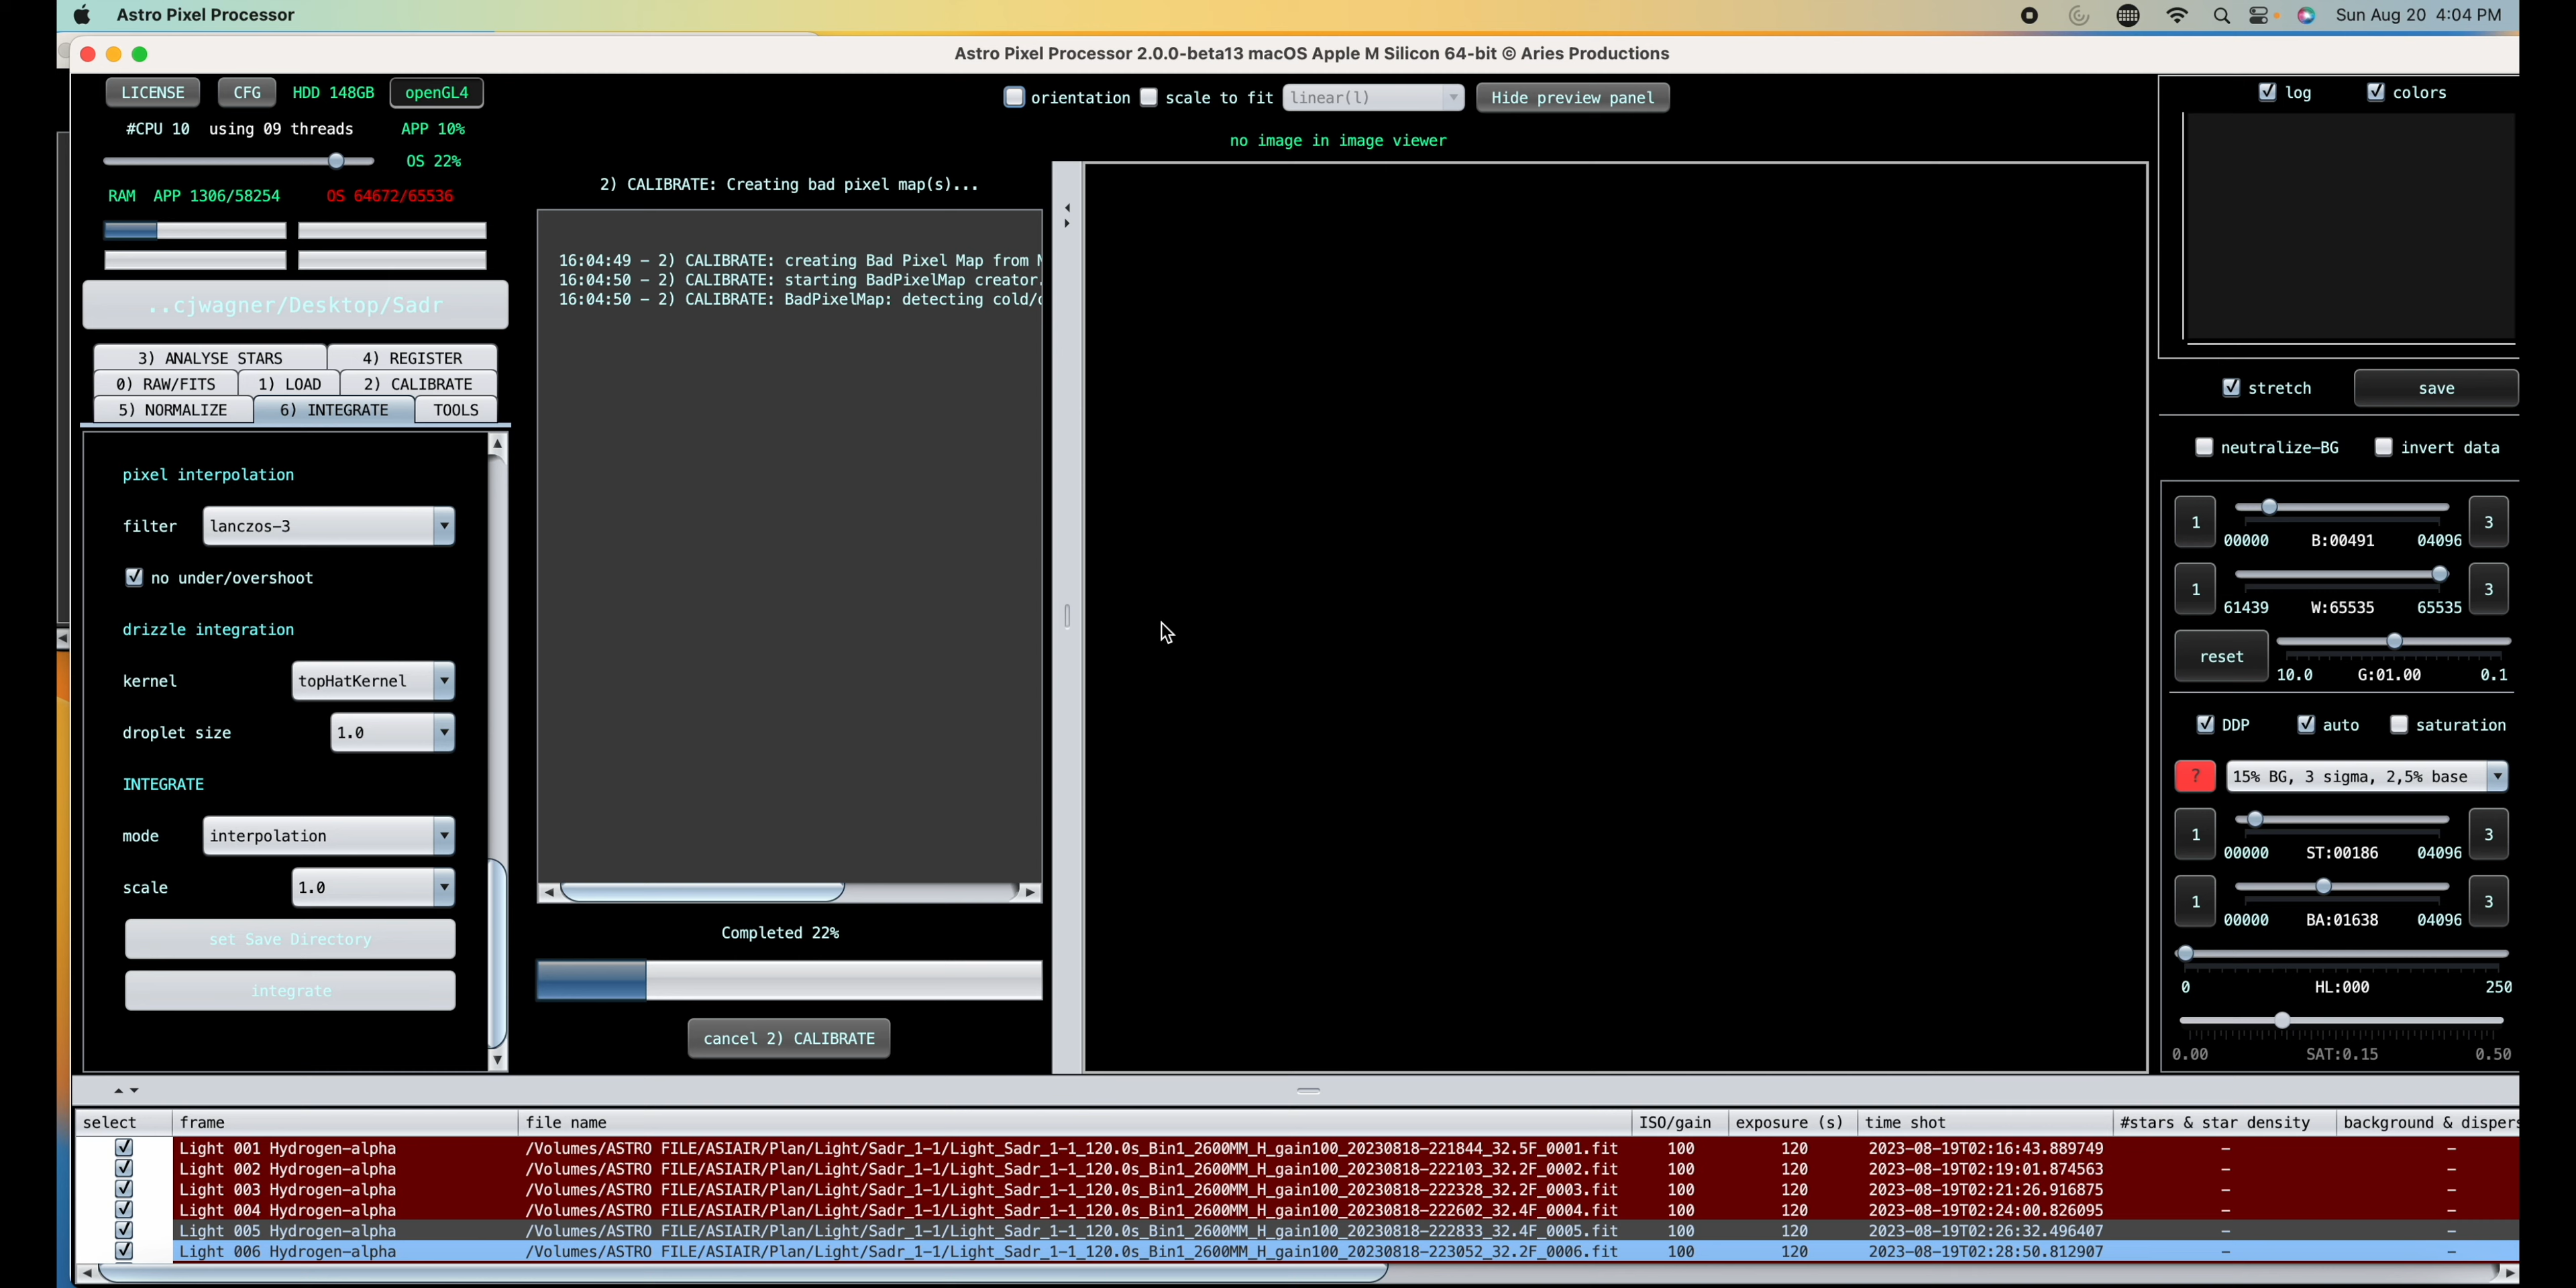 Astro Pixel Processor
Sun Aug 20 4:04 PM
Astro Pixel Processor 2.0.0-beta13 macOS Apple M Silicon 64-bit © Aries Productions
LICENSE CFG HDD 148GB openGL4
#CPU 10 using 09 threads APP 10%
OS 22%
RAM APP 1306/58254 OS 64672/65536
..cjwagner/Desktop/Sadr
3) ANALYSE STARS 4) REGISTER
0) RAW/FITS 1) LOAD 2) CALIBRATE
5) NORMALIZE 6) INTEGRATE TOOLS
pixel interpolation
filter lanczos-3
no under/overshoot
drizzle integration
kernel topHatKernel
droplet size 1.0
INTEGRATE
mode interpolation
scale 1.0
set Save Directory
integrate
orientation scale to fit linear(l) Hide preview panel
no image in image viewer
2) CALIBRATE: Creating bad pixel map(s)...
16:04:49 - 2) CALIBRATE: creating Bad Pixel Map from
16:04:50 - 2) CALIBRATE: starting BadPixelMap creator.
16:04:50 - 2) CALIBRATE: BadPixelMap: detecting cold/
Completed 22%
cancel 2) CALIBRATE
log colors
stretch save
neutralize-BG invert data
1 3
00000 B:00491 04096
1 3
61439 W:65535 65535
reset
10.0 G:01.00 0.1
DDP auto saturation
? 15% BG, 3 sigma, 2,5% base
1 3
00000 ST:00186 04096
1 3
00000 BA:01638 04096
0 HL:000 250
0.00 SAT:0.15 0.50
select frame file name ISO/gain exposure (s) time shot #stars & star density background & dispers
Light 001 Hydrogen-alpha /Volumes/ASTRO FILE/ASIAIR/Plan/Light/Sadr_1-1/Light_Sadr_1-1_120.0s_Bin1_2600MM_H_gain100_20230818-221844_32.5F_0001.fit 100 120 2023-08-19T02:16:43.889749 - -
Light 002 Hydrogen-alpha /Volumes/ASTRO FILE/ASIAIR/Plan/Light/Sadr_1-1/Light_Sadr_1-1_120.0s_Bin1_2600MM_H_gain100_20230818-222103_32.2F_0002.fit 100 120 2023-08-19T02:19:01.874563 - -
Light 003 Hydrogen-alpha /Volumes/ASTRO FILE/ASIAIR/Plan/Light/Sadr_1-1/Light_Sadr_1-1_120.0s_Bin1_2600MM_H_gain100_20230818-222328_32.2F_0003.fit 100 120 2023-08-19T02:21:26.916875 - -
Light 004 Hydrogen-alpha /Volumes/ASTRO FILE/ASIAIR/Plan/Light/Sadr_1-1/Light_Sadr_1-1_120.0s_Bin1_2600MM_H_gain100_20230818-222602_32.4F_0004.fit 100 120 2023-08-19T02:24:00.826095 - -
Light 005 Hydrogen-alpha /Volumes/ASTRO FILE/ASIAIR/Plan/Light/Sadr_1-1/Light_Sadr_1-1_120.0s_Bin1_2600MM_H_gain100_20230818-222833_32.4F_0005.fit 100 120 2023-08-19T02:26:32.496407 - -
Light 006 Hydrogen-alpha /Volumes/ASTRO FILE/ASIAIR/Plan/Light/Sadr_1-1/Light_Sadr_1-1_120.0s_Bin1_2600MM_H_gain100_20230818-223052_32.2F_0006.fit 100 120 2023-08-19T02:28:50.812907 - -